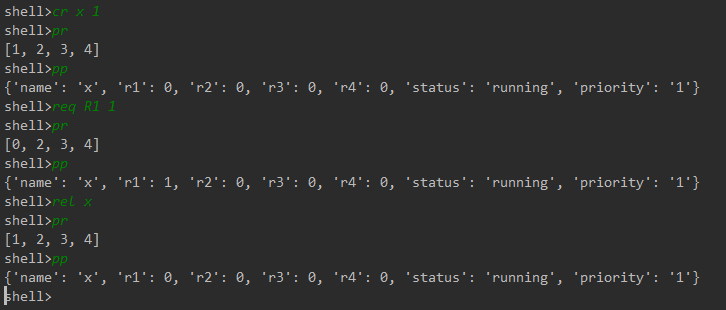 shell>cr x 1
shell>pr
[1, 2, 3, 4]
shell>pp
{'name': 'x', 'r1': 0, 'r2': 0, 'r3': 0, 'r4': 0, 'status': 'running', 'priority': '1'}
shell>req R1 1
shell>pr
[0, 2, 3, 4]
shell>pp
{'name': 'x', 'r1': 1, 'r2': 0, 'r3': 0, 'r4': 0, 'status': 'running', 'priority': '1'}
shell>rel x
shell>pr
[1, 2, 3, 4]
shell>pp
{'name': 'x', 'r1': 0, 'r2': 0, 'r3': 0, 'r4': 0, 'status': 'running', 'priority': '1'}
shell>